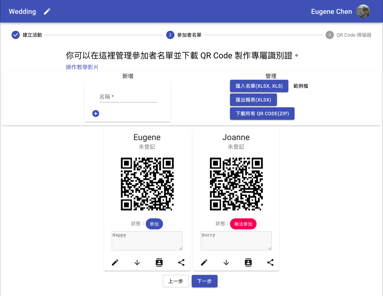 Wedding
Eugene Chen
建立活動
1
參加者名單
3
QR Code 掃描器
你可以在這裡管理參加者名單並下載 QR Code 製作專屬識別證
操作教學影片
新增
管理
名稱 *
匯入名單(XLSX, XLS)
範例檔
匯出報表(XLSX)
下載所有 QR CODE(ZIP)
Eugene
Joanne
未登記
未登記
狀態：
參加
狀態：
無法參加
Happy
Sorry
上一步
下一步